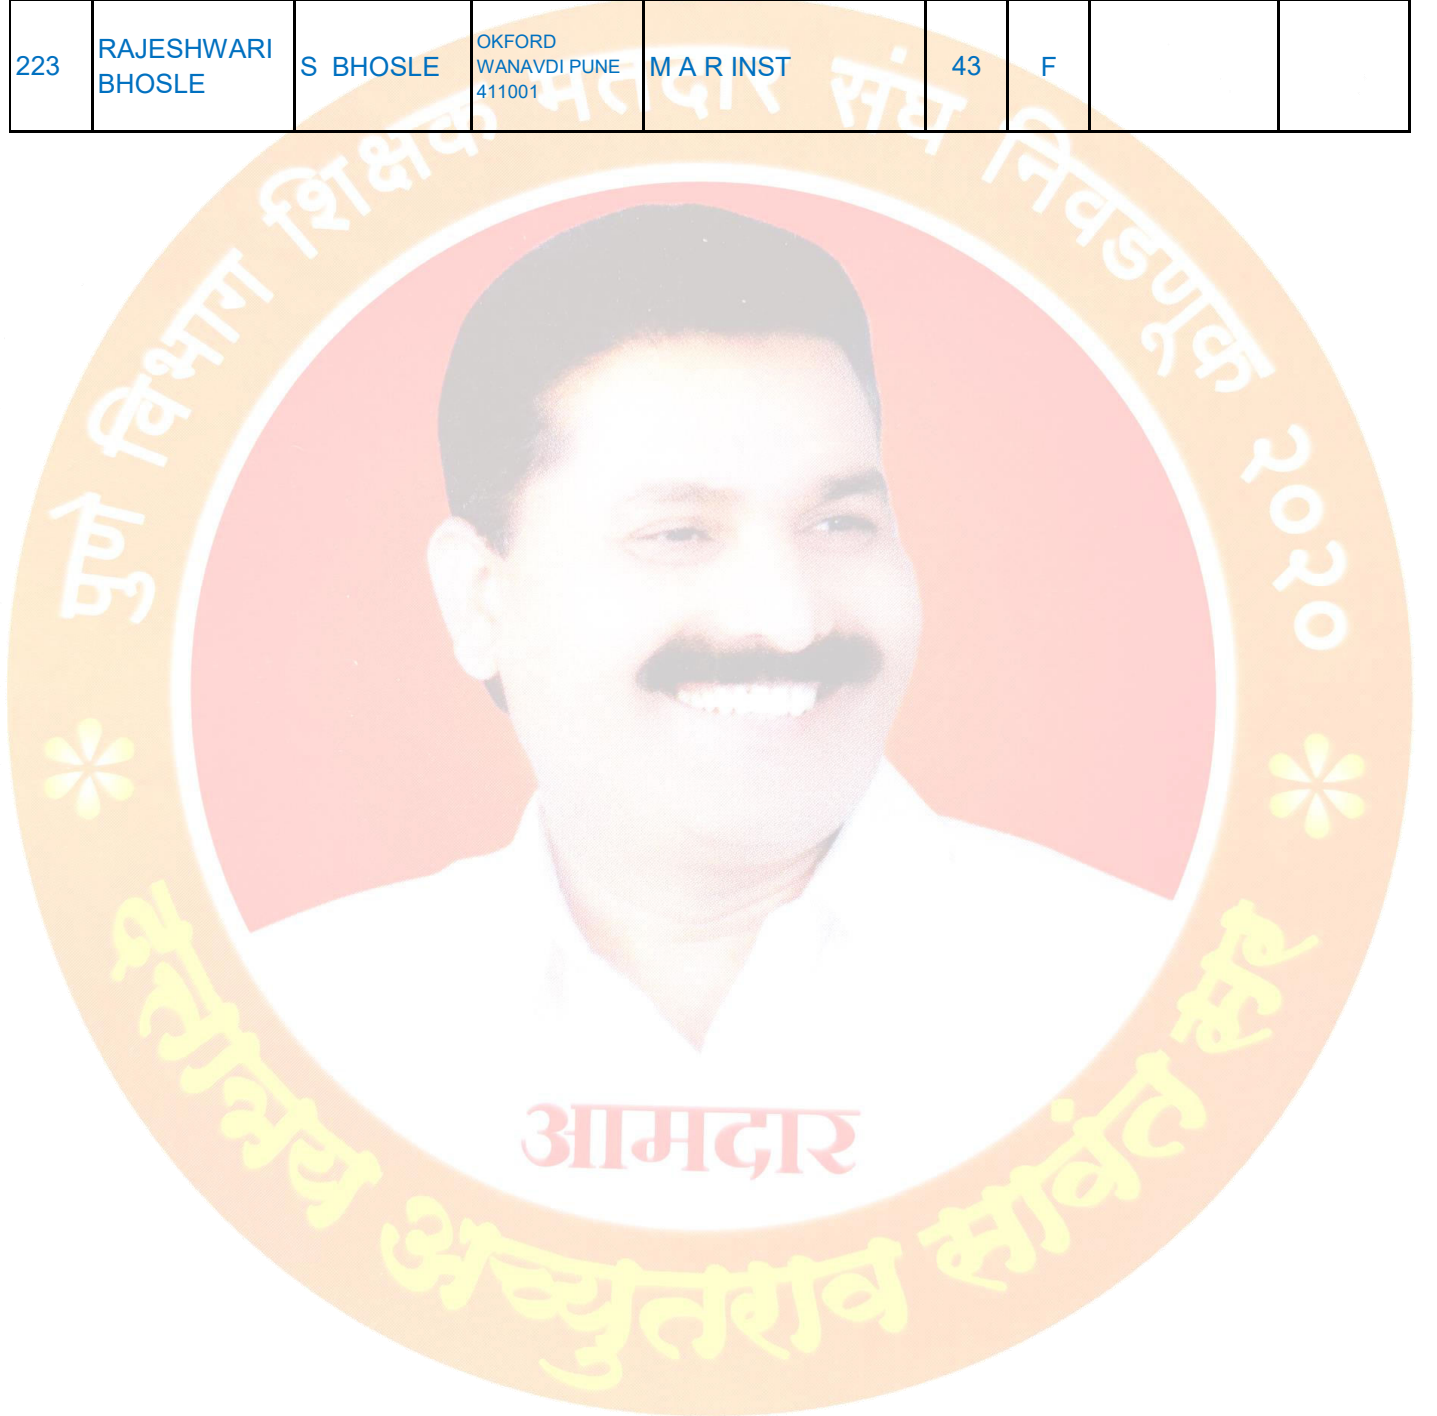 223 RAJESHWARI BHOSLE S BHOSLE OKFORD WANAVDI PUNE 411001 M A R INST 43 F
पुणे विभाग शिक्षक मतदार संघ निवडणूक २०२०
आमदार
दत्तात्रय अच्युतराव सावंत सर